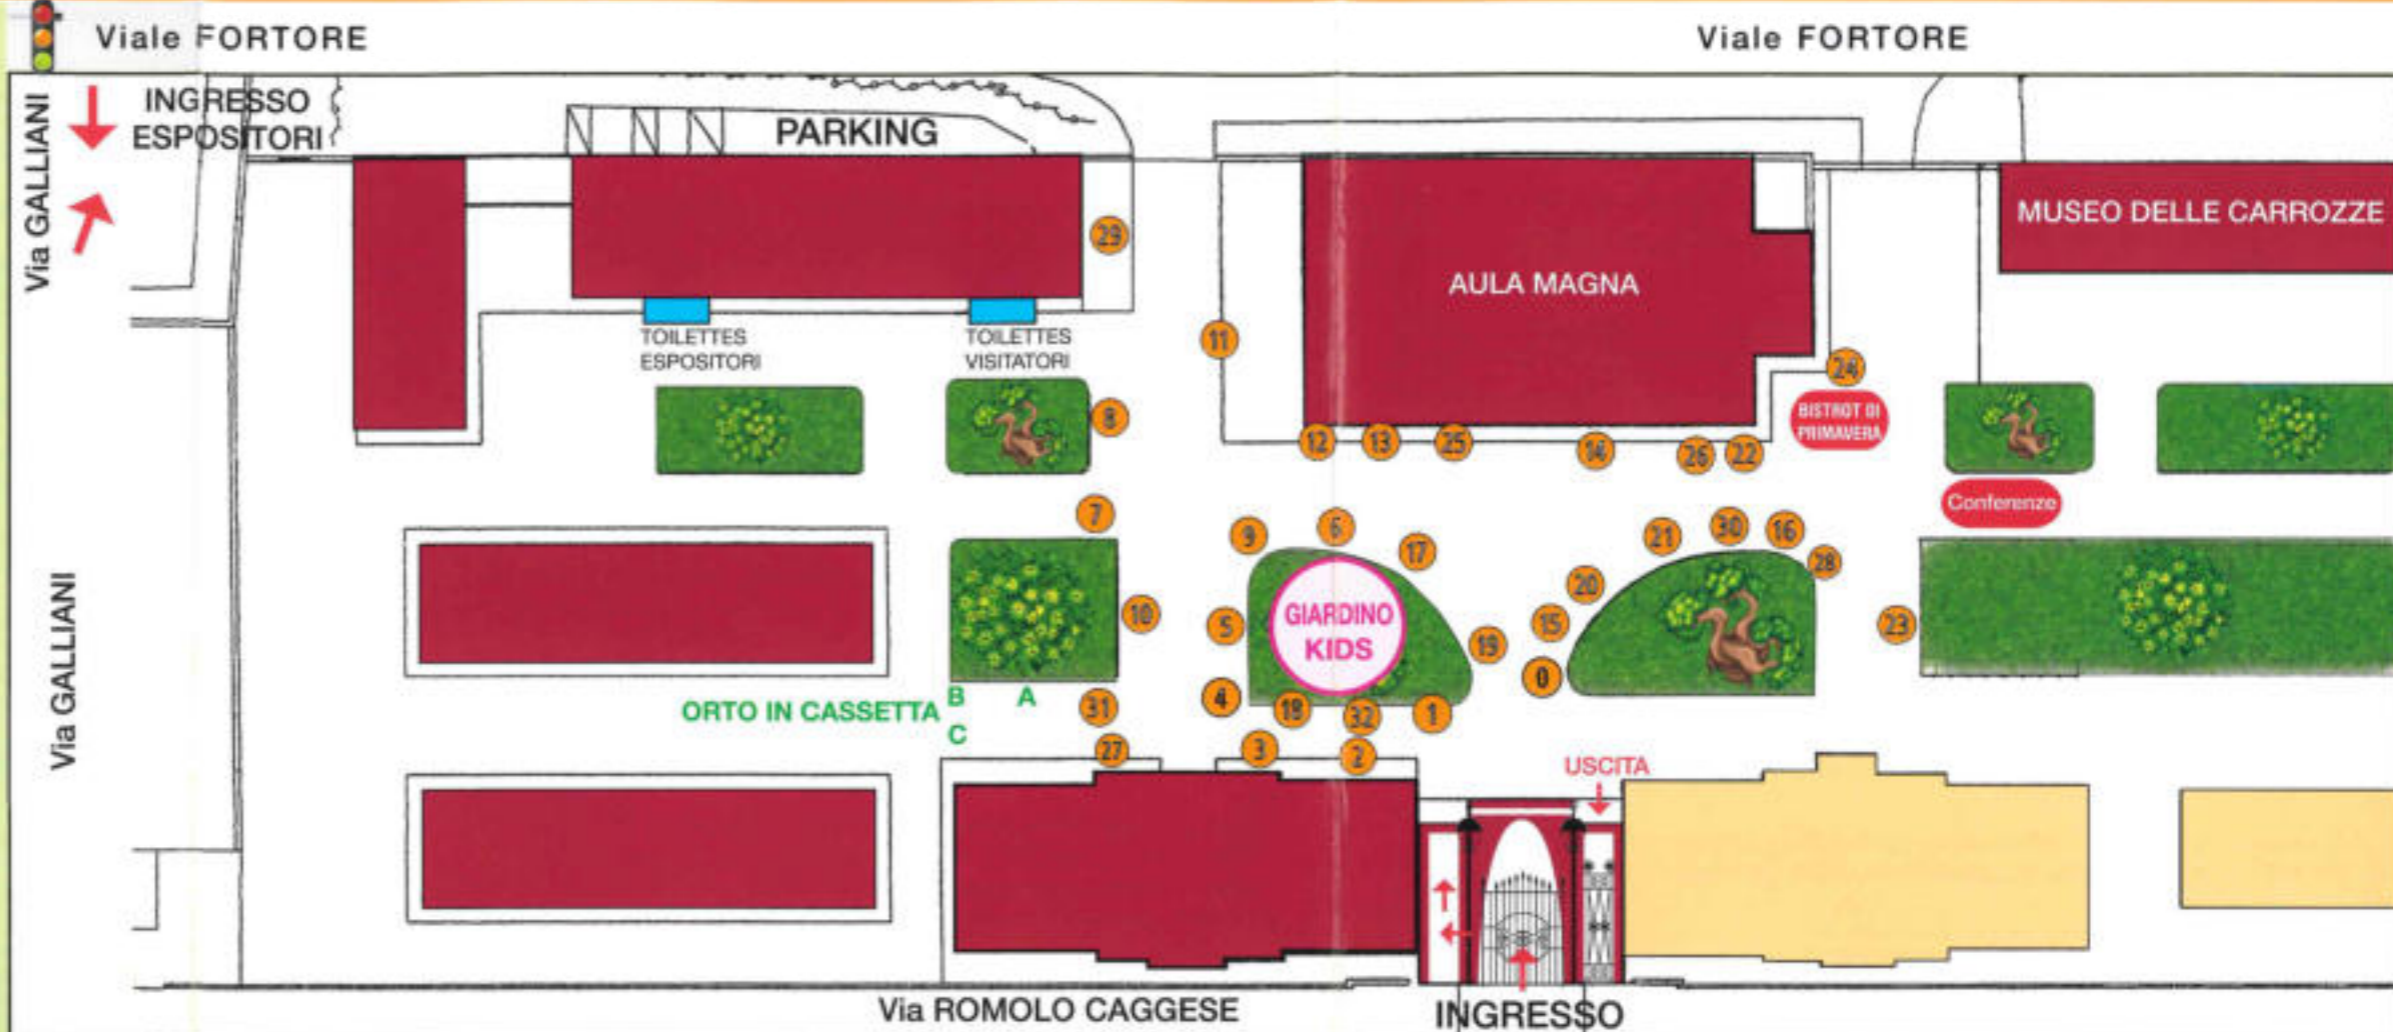 Viale FORTORE
Viale FORTORE
Via GALLIANI
INGRESSO
ESPOSITORI
PARKING
MUSEO DELLE CARROZZE
29
AULA MAGNA
11
TOILETTES
ESPOSITORI
TOILETTES
VISITATORI
24
8
BISTROT DI
PRIMAVERA
12
13
25
14
26
22
Conferenze
7
9
6
17
21
30
16
28
20
GIARDINO
KIDS
10
5
19
15
23
0
Via GALLIANI
ORTO IN CASSETTA
B
A
C
31
4
18
32
1
27
3
2
USCITA
Via ROMOLO CAGGESE
INGRESSO